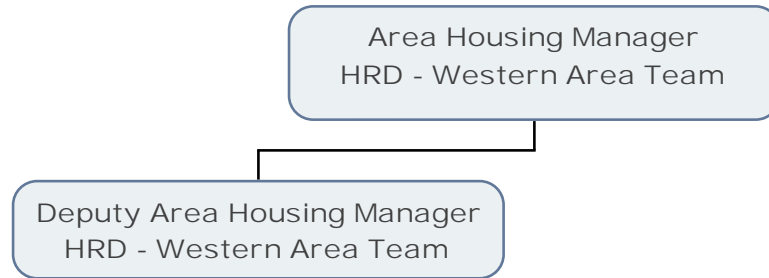 Area Housing Manager
HRD - Western Area Team
Deputy Area Housing Manager
HRD - Western Area Team